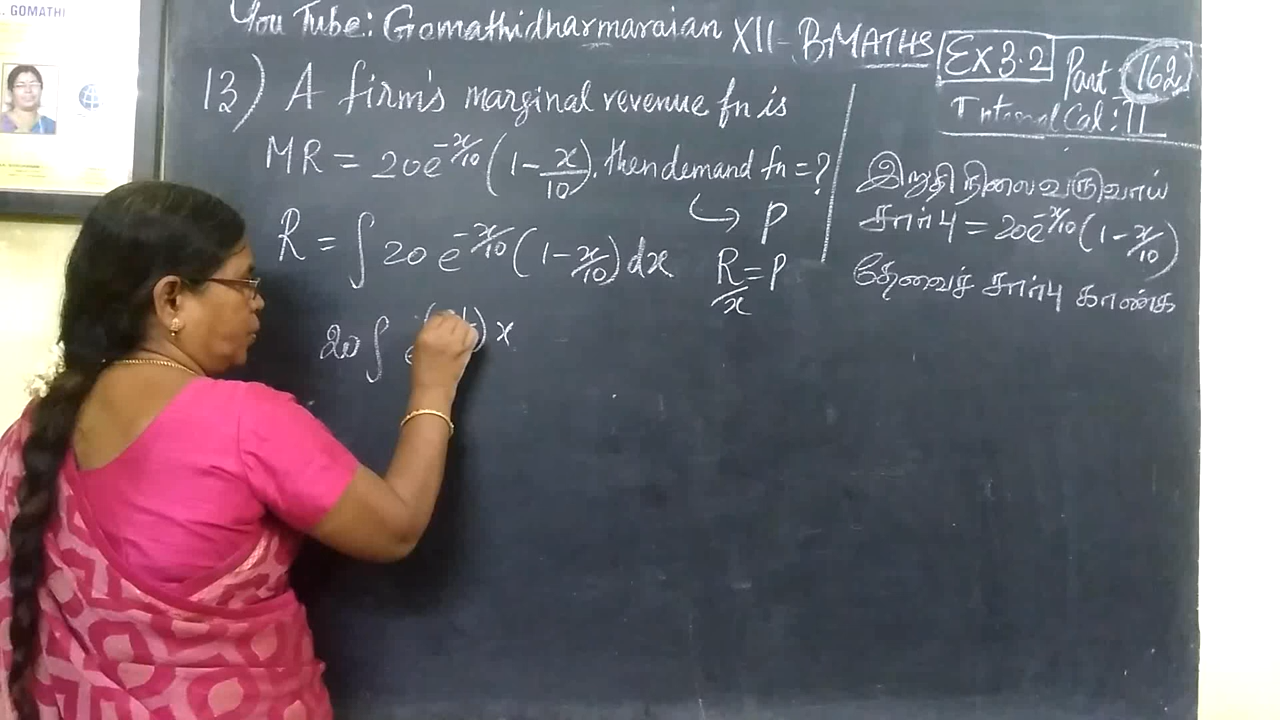 . GOMATHI
You Tube: Gomathidharmaraian XII - BMATHS
Ex 3.2 Part: 162
Integral Cal: II
13) A firm's marginal revenue fn is
MR = 20e^{-x/10} (1 - x/10). then demand fn = ?
↳ P
R = ∫ 20 e^{-x/10} (1 - x/10) dx
R/x = P
20 ∫ x
இறுதி நிலை வருவாய்
சார்பு = 20e^{-x/10} (1 - x/10)
தேவைச் சார்பு காண்க